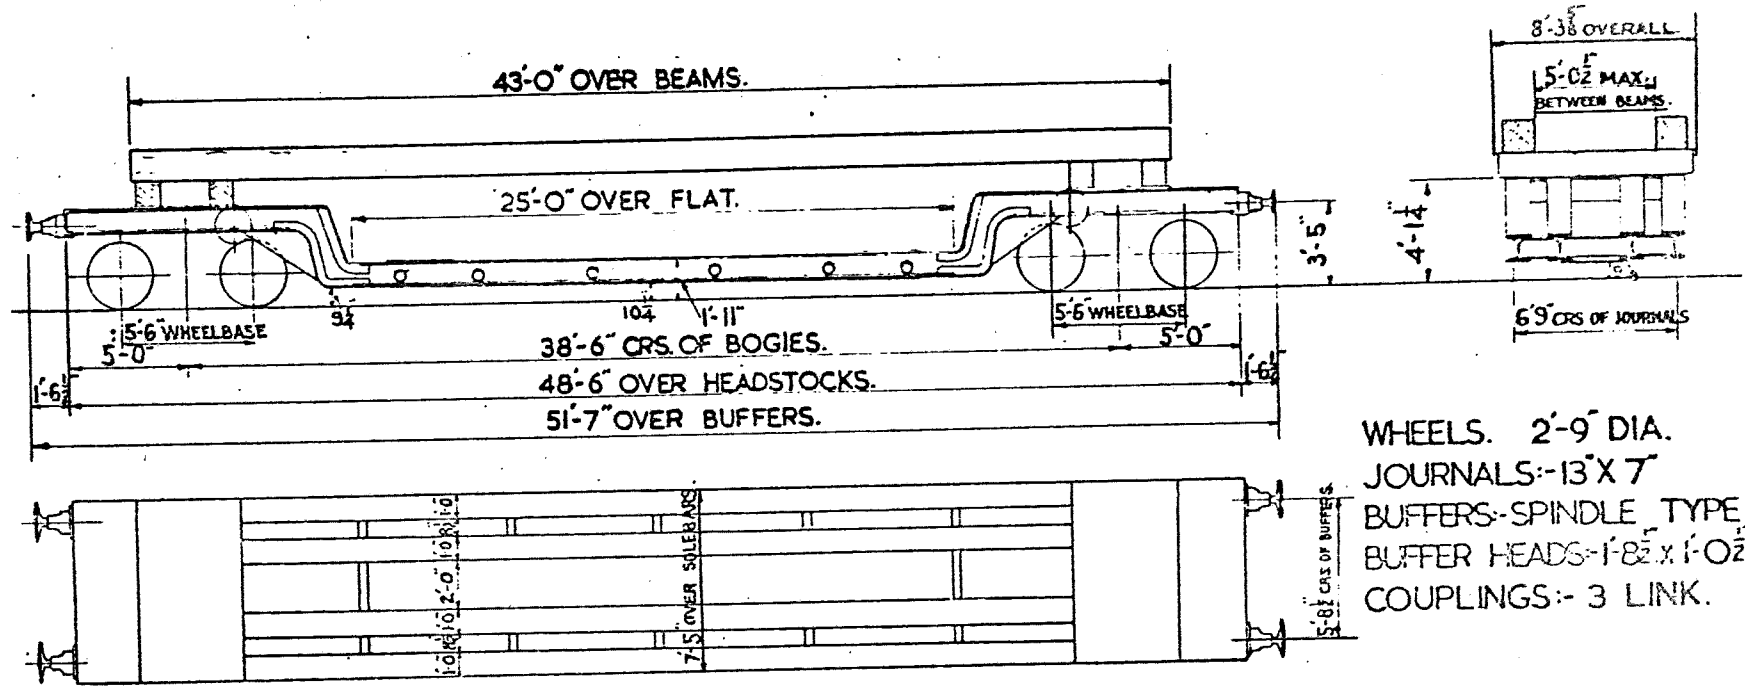 8'-3⅝" OVERALL.
43'-0" OVER BEAMS.
5'-0½" MAX.
BETWEEN BEAMS.
25'-0" OVER FLAT.
3'-5"
4'-1¼"
9¼
10¼
1'-11"
5'-6" WHEELBASE
5'-6" WHEELBASE
6'9" CRS OF JOURNALS
5'-0"
38'-6" CRS. OF BOGIES.
5'-0"
1'-6½"
48'-6" OVER HEADSTOCKS.
1'-6½"
51'-7" OVER BUFFERS.
WHEELS. 2'-9" DIA.
JOURNALS:-13" X 7"
BUFFERS:-SPINDLE TYPE
BUFFER HEADS:-1'-8½" X 1'-0½"
COUPLINGS:- 3 LINK.
2'-0"
7'-5" OVER SOLEBARS.
5'-8½" CRS OF BUFFERS.